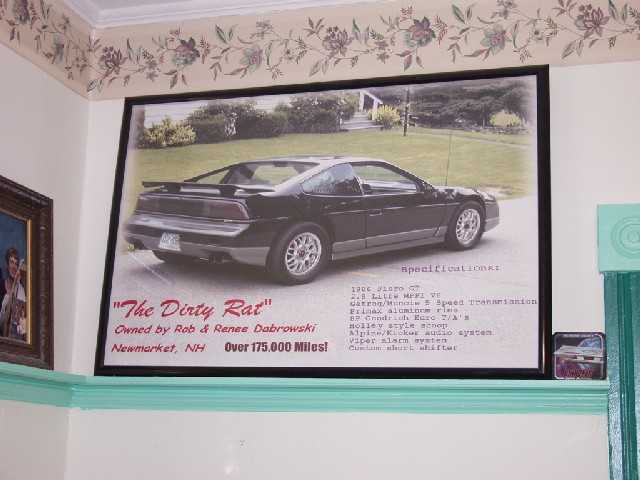 Specifications:
1986 Fiero GT
2.8 Litre MPFI V6
Getrag/Muncie 5 Speed Transmission
Primax aluminum rims
BF Goodrich Euro T/A's
Holley style scoop
Alpine/Kicker audio system
Viper alarm system
Custom short shifter
"The Dirty Rat"
Owned by Rob & Renee Dabrowski
Newmarket, NH
Over 175,000 Miles!